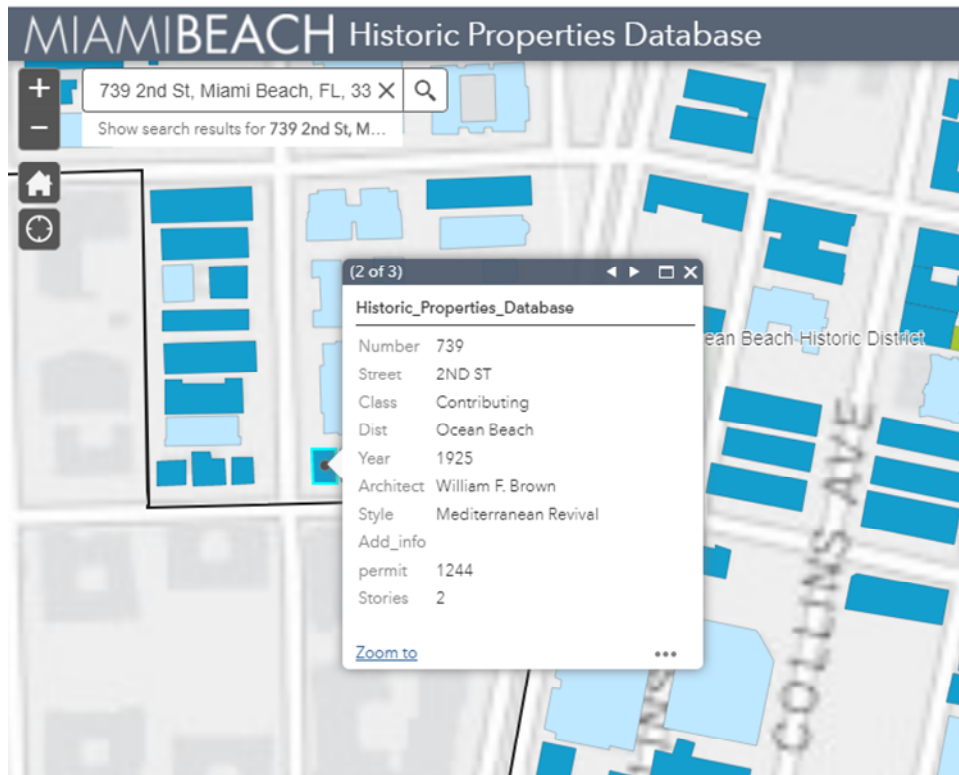 MIAMIBEACH Historic Properties Database
+
739 2nd St, Miami Beach, FL, 33
Show search results for 739 2nd St, M...
−
(2 of 3)
Historic_Properties_Database
Number 739
Street 2ND ST
Class Contributing
Dist Ocean Beach
Year 1925
Architect William F. Brown
Style Mediterranean Revival
Add_info
permit 1244
Stories 2
Zoom to
ean Beach Historic District
COLLINS AVE